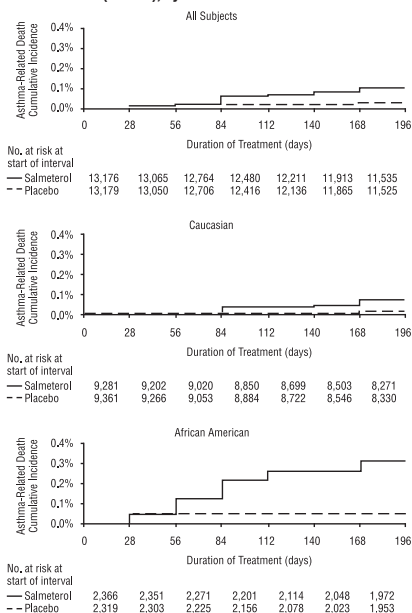 All Subjects
Asthma-Related Death
Cumulative Incidence
0.4%
0.3%
0.2%
0.1%
0.0%
0 28 56 84 112 140 168 196
Duration of Treatment (days)
No. at risk at
start of interval
Salmeterol 13,176 13,065 12,764 12,480 12,211 11,913 11,535
Placebo 13,179 13,050 12,706 12,416 12,136 11,865 11,525
Caucasian
Asthma-Related Death
Cumulative Incidence
0.4%
0.3%
0.2%
0.1%
0.0%
0 28 56 84 112 140 168 196
Duration of Treatment (days)
No. at risk at
start of interval
Salmeterol 9,281 9,202 9,020 8,850 8,699 8,503 8,271
Placebo 9,361 9,266 9,053 8,884 8,722 8,546 8,330
African American
Asthma-Related Death
Cumulative Incidence
0.4%
0.3%
0.2%
0.1%
0.0%
0 28 56 84 112 140 168 196
Duration of Treatment (days)
No. at risk at
start of interval
Salmeterol 2,366 2,351 2,271 2,201 2,114 2,048 1,972
Placebo 2,319 2,303 2,225 2,156 2,078 2,023 1,953